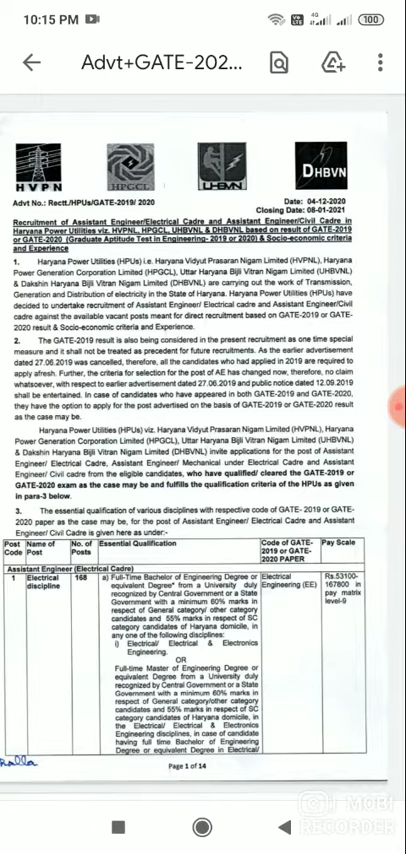 10:15 PM
4G
100
Advt+GATE-202...
HVPN
HPGCL
UHBVN
DHBVN
Advt No.: Rectt./HPUs/GATE-2019/ 2020
Date: 04-12-2020
Closing Date: 08-01-2021
Recruitment of Assistant Engineer/Electrical Cadre and Assistant Engineer/Civil Cadre in
Haryana Power Utilities viz. HVPNL, HPGCL, UHBVNL & DHBVNL based on result of GATE-2019
or GATE-2020 (Graduate Aptitude Test in Engineering- 2019 or 2020) & Socio-economic criteria
and Experience
1. Haryana Power Utilities (HPUs) i.e. Haryana Vidyut Prasaran Nigam Limited (HVPNL), Haryana
Power Generation Corporation Limited (HPGCL), Uttar Haryana Bijli Vitran Nigam Limited (UHBVNL)
& Dakshin Haryana Bijli Vitran Nigam Limited (DHBVNL) are carrying out the work of Transmission,
Generation and Distribution of electricity in the State of Haryana. Haryana Power Utilities (HPUs) have
decided to undertake recruitment of Assistant Engineer/ Electrical cadre and Assistant Engineer/Civil
cadre against the available vacant posts meant for direct recruitment based on GATE-2019 or GATE-
2020 result & Socio-economic criteria and Experience.
2. The GATE-2019 result is also being considered in the present recruitment as one time special
measure and it shall not be treated as precedent for future recruitments. As the earlier advertisement
dated 27.06.2019 was cancelled, therefore, all the candidates who had applied in 2019 are required to
apply afresh. Further, the criteria for selection for the post of AE has changed now, therefore, no claim
whatsoever, with respect to earlier advertisement dated 27.06.2019 and public notice dated 12.09.2019
shall be entertained. In case of candidates who have appeared in both GATE-2019 and GATE-2020,
they have the option to apply for the post advertised on the basis of GATE-2019 or GATE-2020 result
as the case may be.
Haryana Power Utilities (HPUs) viz. Haryana Vidyut Prasaran Nigam Limited (HVPNL), Haryana
Power Generation Corporation Limited (HPGCL), Uttar Haryana Bijli Vitran Nigam Limited (UHBVNL)
& Dakshin Haryana Bijli Vitran Nigam Limited (DHBVNL) invite applications for the post of Assistant
Engineer/ Electrical Cadre, Assistant Engineer/ Mechanical under Electrical Cadre and Assistant
Engineer/ Civil cadre from the eligible candidates, who have qualified/ cleared the GATE-2019 or
GATE-2020 exam as the case may be and fulfills the qualification criteria of the HPUs as given
in para-3 below.
3. The essential qualification of various disciplines with respective code of GATE- 2019 or GATE-
2020 paper as the case may be, for the post of Assistant Engineer/ Electrical Cadre and Assistant
Engineer/ Civil Cadre is given here as under:-
Post Code
Name of Post
No. of Posts
Essential Qualification
Code of GATE-2019 or GATE-2020 PAPER
Pay Scale
Assistant Engineer (Electrical Cadre)
1
Electrical discipline
168
a) Full-Time Bachelor of Engineering Degree or
equivalent Degree* from a University duly
recognized by Central Government or a State
Government with a minimum 60% marks in
respect of General category/ other category
candidates and 55% marks in respect of SC
category candidates of Haryana domicile, in
any one of the following disciplines:
i) Electrical/ Electrical & Electronics
Engineering.
OR
Full-time Master of Engineering Degree or
equivalent Degree from a University duly
recognized by Central Government or a State
Government with a minimum 60% marks in
respect of General category/other category
candidates and 55% marks in respect of SC
category candidates of Haryana domicile, in
the Electrical/ Electrical & Electronics
Engineering disciplines, in case of candidate
having full time Bachelor of Engineering
Degree or equivalent Degree in Electrical/
Electrical
Engineering (EE)
Rs.53100-
167800 in
pay matrix
level-9
Page 1 of 14
MOBI
RECORDER